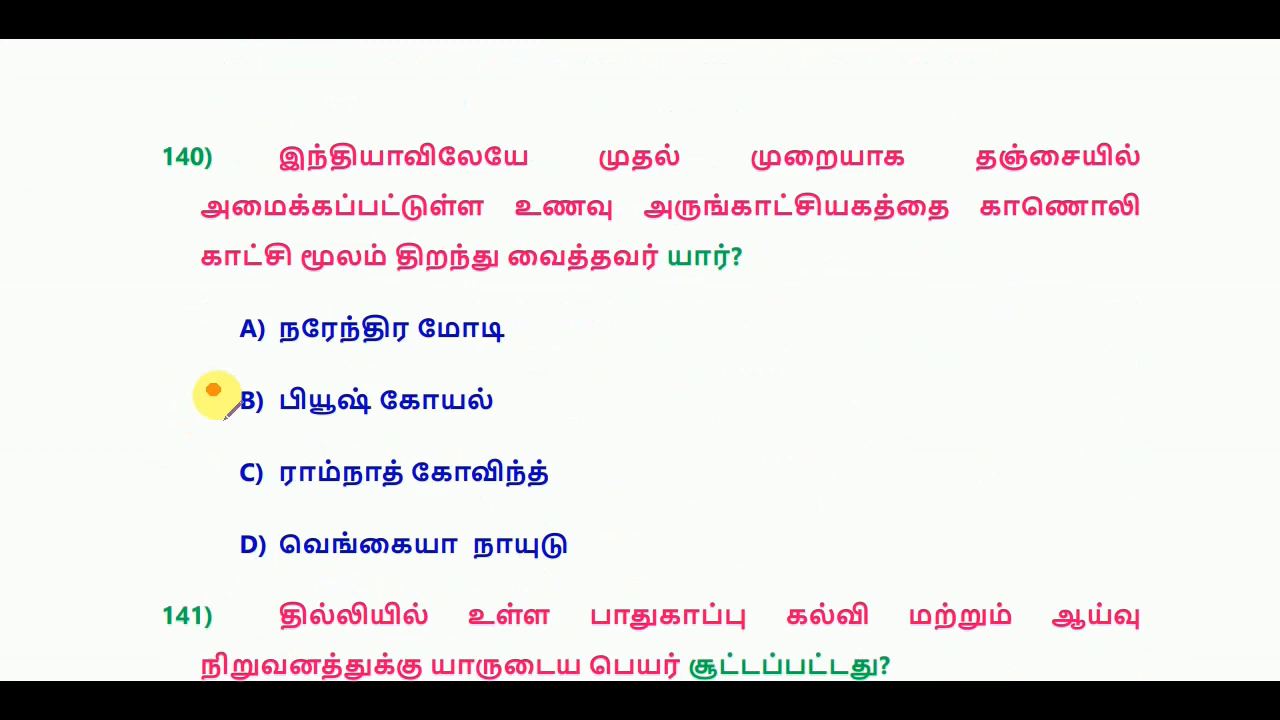 140) இந்தியாவிலேயே முதல் முறையாக தஞ்சையில்
அமைக்கப்பட்டுள்ள உணவு அருங்காட்சியகத்தை காணொலி
காட்சி மூலம் திறந்து வைத்தவர் யார்?
A) நரேந்திர மோடி
B) பியூஷ் கோயல்
C) ராம்நாத் கோவிந்த்
D) வெங்கையா நாயுடு
141) தில்லியில் உள்ள பாதுகாப்பு கல்வி மற்றும் ஆய்வு
நிறுவனத்துக்கு யாருடைய பெயர் சூட்டப்பட்டது?